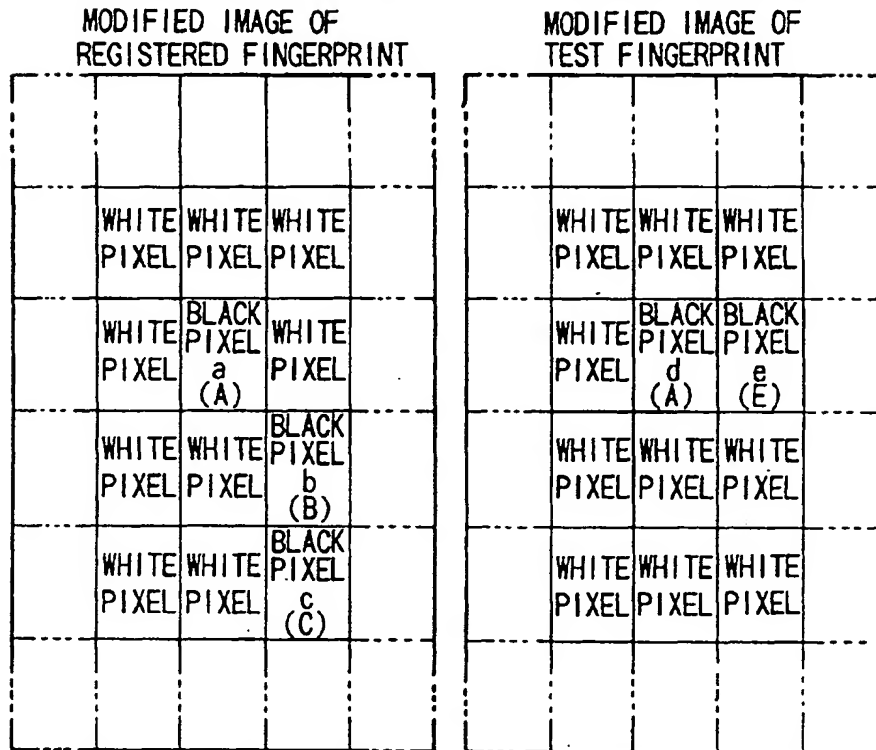 MODIFIED IMAGE OF
REGISTERED FINGERPRINT
WHITE WHITE WHITE
PIXEL PIXEL PIXEL
WHITE PIXEL BLACK PIXEL a (A) WHITE PIXEL
WHITE PIXEL WHITE PIXEL BLACK PIXEL b (B)
WHITE PIXEL WHITE PIXEL BLACK PIXEL c (C)
MODIFIED IMAGE OF
TEST FINGERPRINT
WHITE WHITE WHITE
PIXEL PIXEL PIXEL
WHITE PIXEL BLACK PIXEL d (A) BLACK PIXEL e (E)
WHITE WHITE WHITE
PIXEL PIXEL PIXEL
WHITE WHITE WHITE
PIXEL PIXEL PIXEL